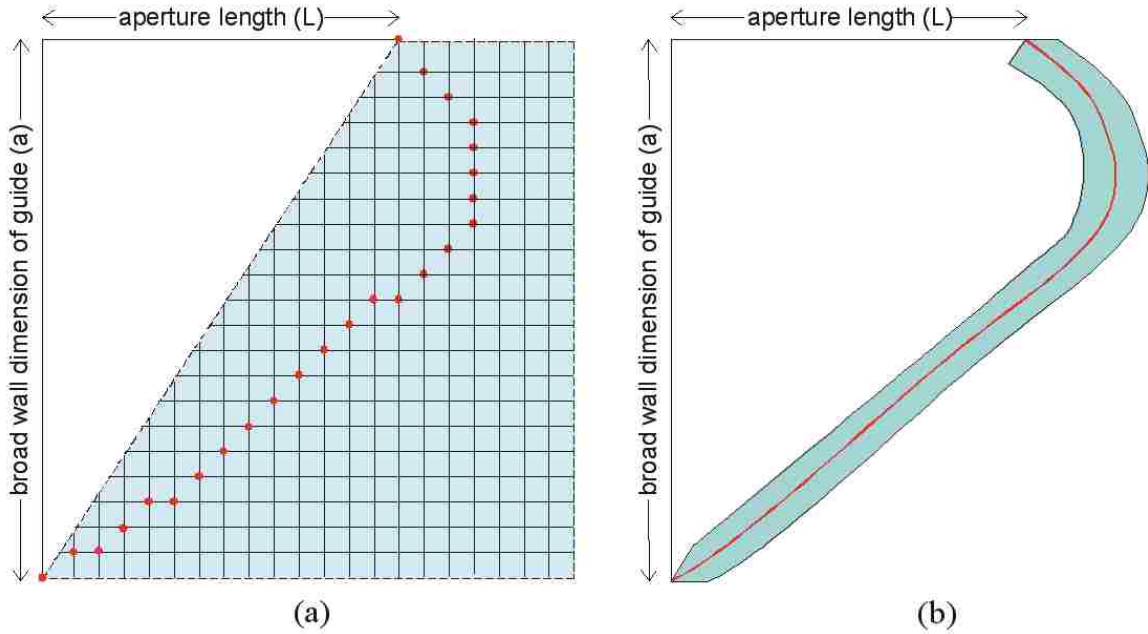 aperture length (L)
broad wall dimension of guide (a)
(a)
aperture length (L)
broad wall dimension of guide (a)
(b)